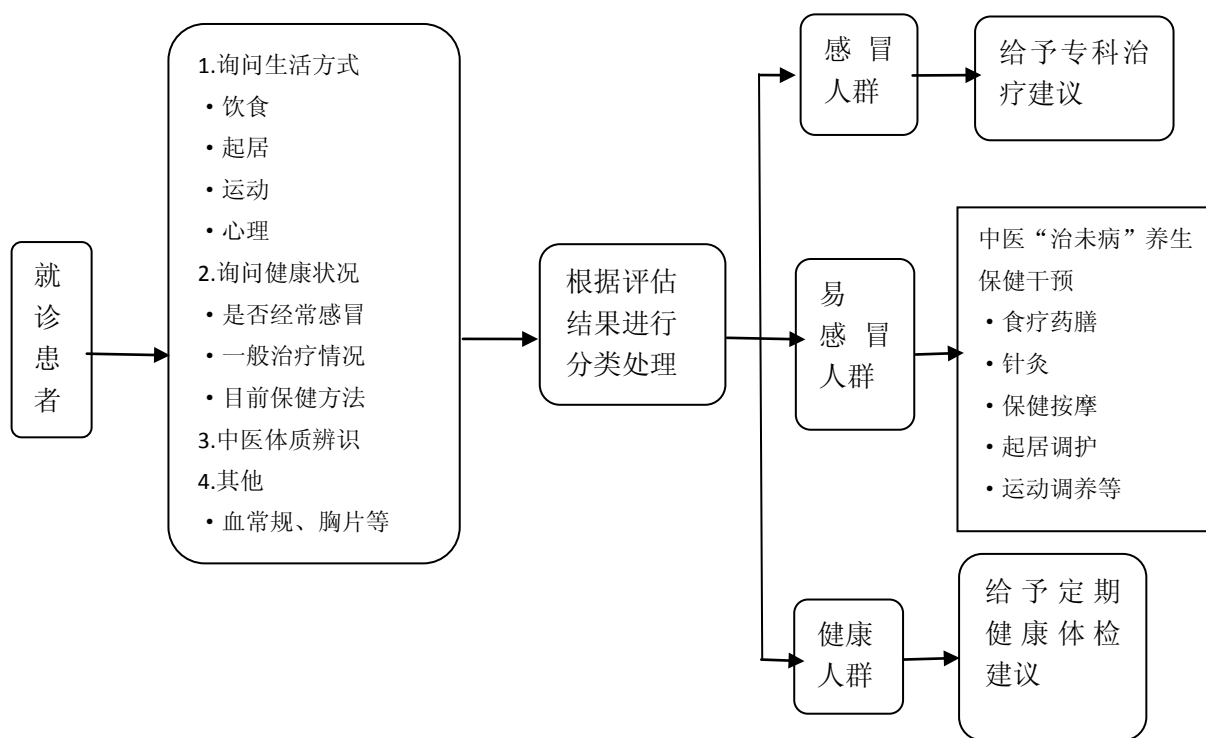 就
诊
患
者
1.询问生活方式
·饮食
·起居
·运动
·心理
2.询问健康状况
·是否经常感冒
·一般治疗情况
·目前保健方法
3.中医体质辨识
4.其他
·血常规、胸片等
根据评估
结果进行
分类处理
感冒
人群
给予专科治
疗建议
易
感冒
人群
中医“治未病”养生
保健干预
·食疗药膳
·针灸
·保健按摩
·起居调护
·运动调养等
健康
人群
给予定期
健康体检
建议